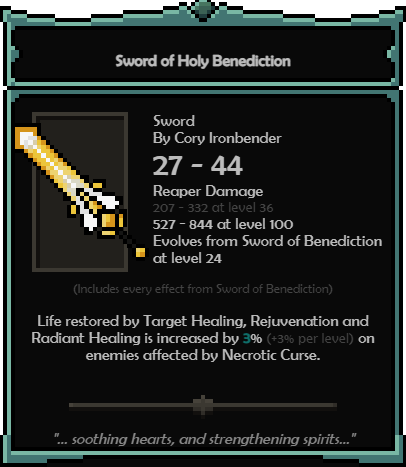 Sword of Holy Benediction
Sword
By Cory Ironbender
27 - 44
Reaper Damage
207 - 332 at level 36
527 - 844 at level 100
Evolves from Sword of Benediction
at level 24
(Includes every effect from Sword of Benediction)
Life restored by Target Healing, Rejuvenation and
Radiant Healing is increased by 3% (+3% per level) on
enemies affected by Necrotic Curse.
"... soothing hearts, and strengthening spirits..."